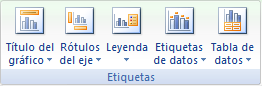 Título del Rótulos Leyenda Etiquetas Tabla de
gráfico del eje de datos datos
Etiquetas